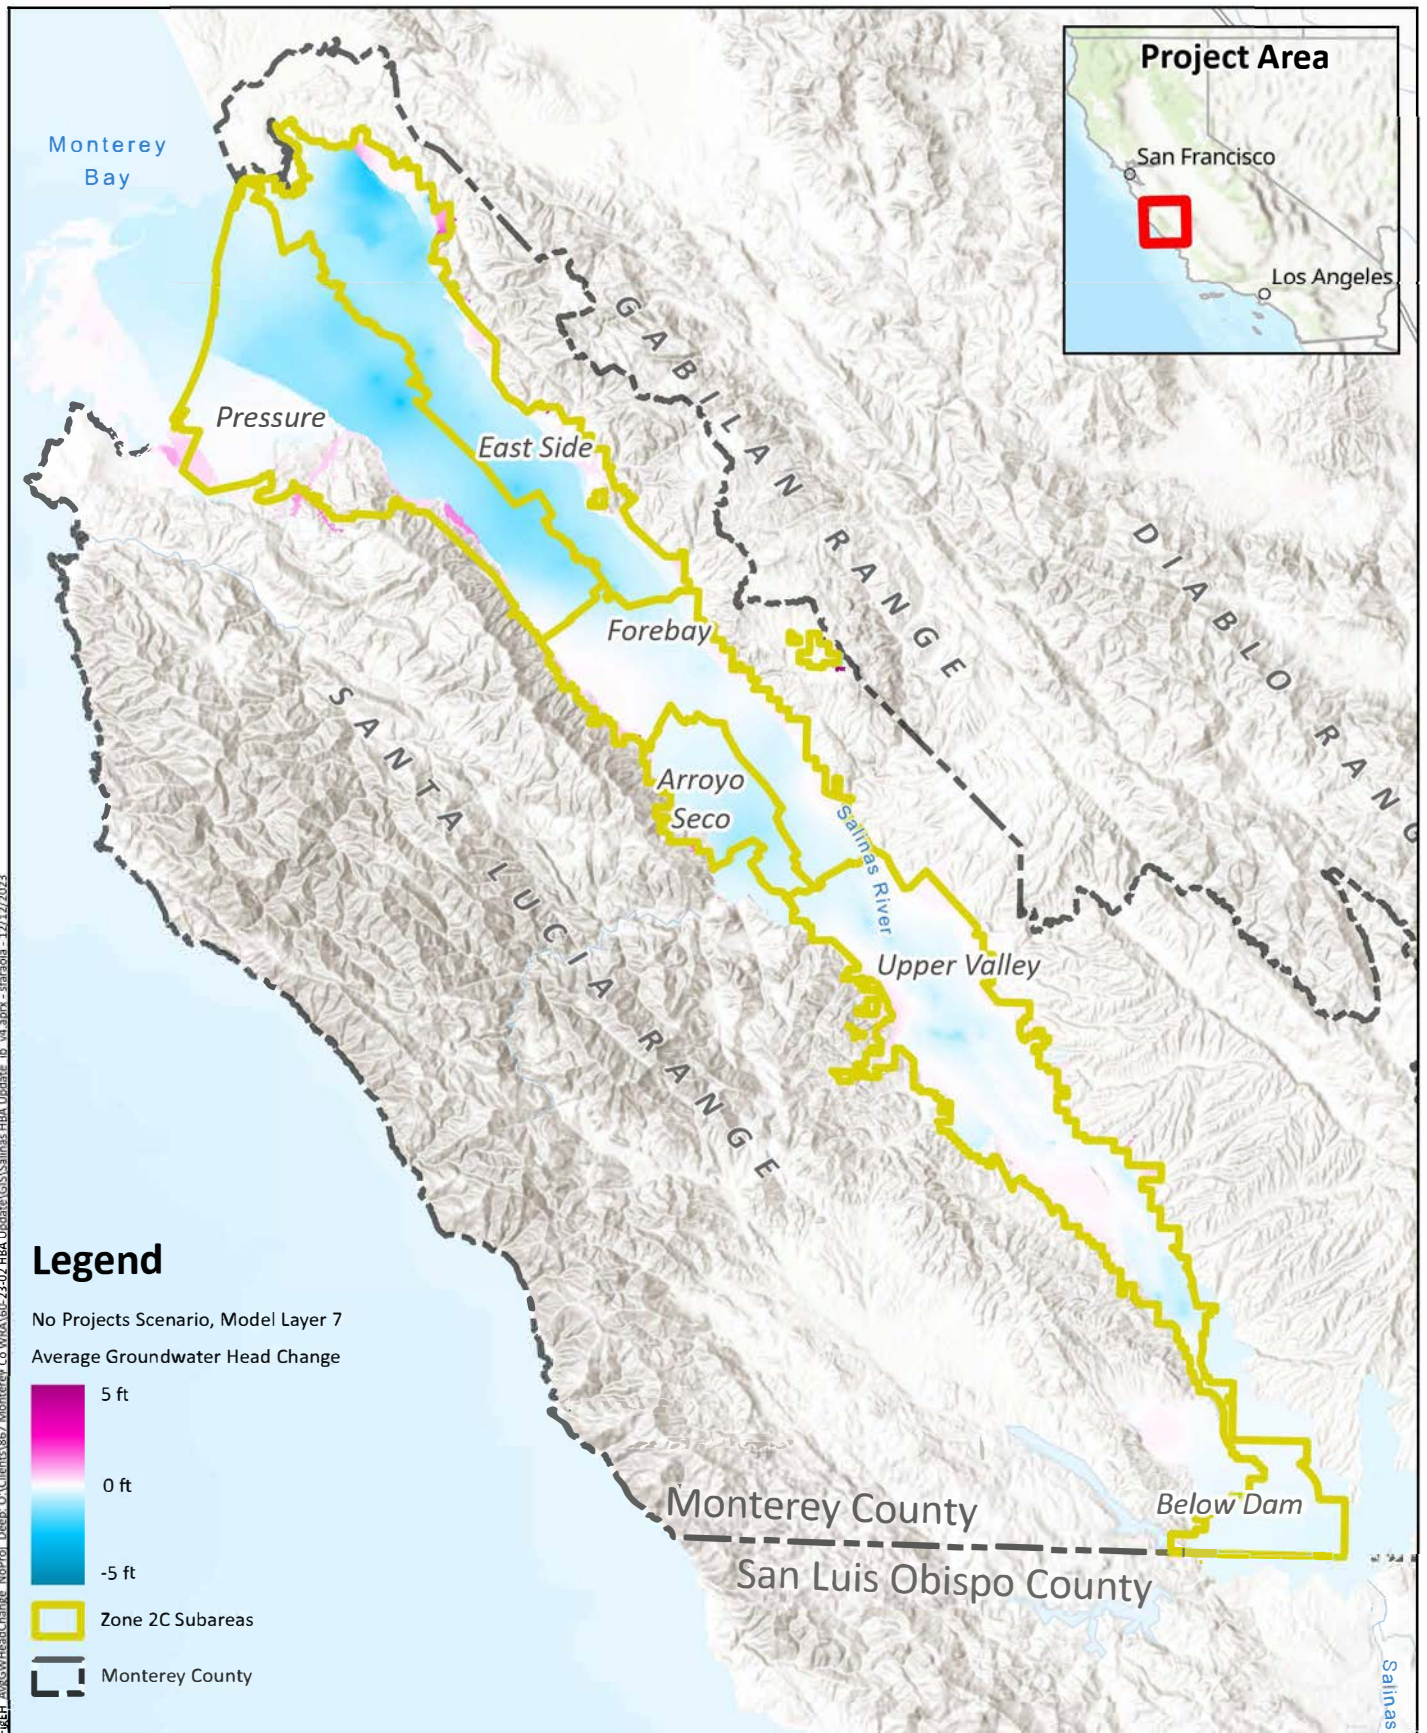 Project Area
San Francisco
Los Angeles
Monterey
Bay
GABILAN RANGE
DIABLO RANG
Pressure
East Side
Forebay
SANTA LUCIA RANGE
Arroyo
Seco
Salinas River
Upper Valley
Below Dam
Monterey County
San Luis Obispo County
Salinas
Legend
No Projects Scenario, Model Layer 7
Average Groundwater Head Change
5 ft
0 ft
-5 ft
Zone 2C Subareas
Monterey County